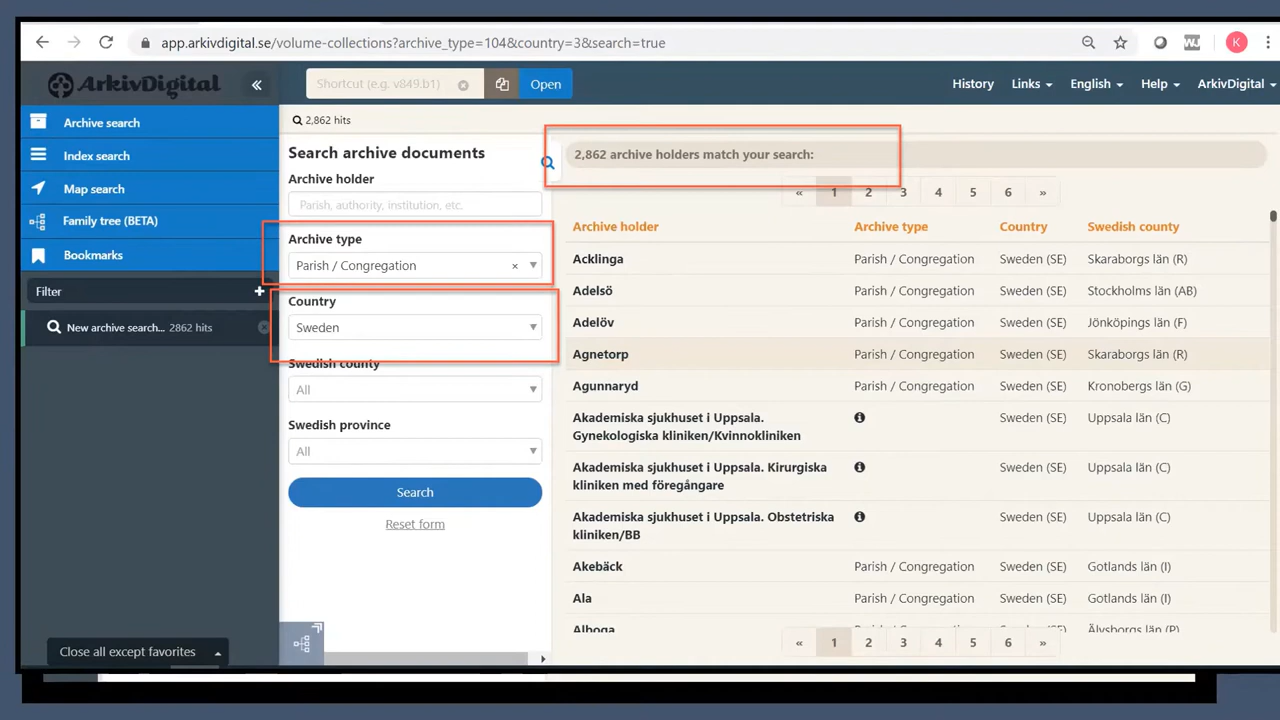 app.arkivdigital.se/volume-collections?archive_type=104&country=3&search=true
K
ArkivDigital
«
Shortcut (e.g. v849.b1)
Open
History
Links
English
Help
ArkivDigital
Archive search
Index search
Map search
Family tree (BETA)
Bookmarks
Filter
+
New archive search... 2862 hits
Close all except favorites
2,862 hits
Search archive documents
Archive holder
Parish, authority, institution, etc.
Archive type
Parish / Congregation
×
Country
Sweden
Swedish county
All
Swedish province
All
Search
Reset form
2,862 archive holders match your search:
« 1 2 3 4 5 6 »
Archive holder Archive type Country Swedish county
Acklinga Parish / Congregation Sweden (SE) Skaraborgs län (R)
Adelsö Parish / Congregation Sweden (SE) Stockholms län (AB)
Adelöv Parish / Congregation Sweden (SE) Jönköpings län (F)
Agnetorp Parish / Congregation Sweden (SE) Skaraborgs län (R)
Agunnaryd Parish / Congregation Sweden (SE) Kronobergs län (G)
Akademiska sjukhuset i Uppsala. Sweden (SE) Uppsala län (C)
Gynekologiska kliniken/Kvinnokliniken
Akademiska sjukhuset i Uppsala. Kirurgiska Sweden (SE) Uppsala län (C)
kliniken med föregångare
Akademiska sjukhuset i Uppsala. Obstetriska Sweden (SE) Uppsala län (C)
kliniken/BB
Akebäck Parish / Congregation Sweden (SE) Gotlands län (I)
Ala Parish / Congregation Sweden (SE) Gotlands län (I)
Alboga Parish / Congregation Sweden (SE) Älvsborgs län (P)
« 1 2 3 4 5 6 »